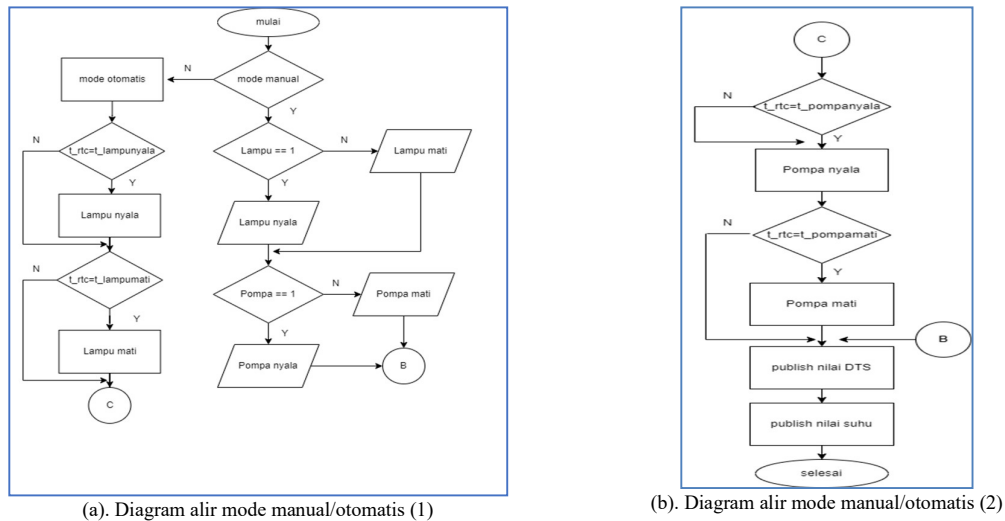 mulai
mode manual
N
mode otomatis
Y
t_rtc=t_lampunyala
N
Y
Lampu nyala
t_rtc=t_lampumati
N
Y
Lampu mati
C
Lampu == 1
N
Lampu mati
Y
Lampu nyala
Pompa == 1
N
Pompa mati
Y
Pompa nyala
B
(a). Diagram alir mode manual/otomatis (1)
C
N
t_rtc=t_pompanyala
Y
Pompa nyala
N
t_rtc=t_pompamati
Y
Pompa mati
B
publish nilai DTS
publish nilai suhu
selesai
(b). Diagram alir mode manual/otomatis (2)